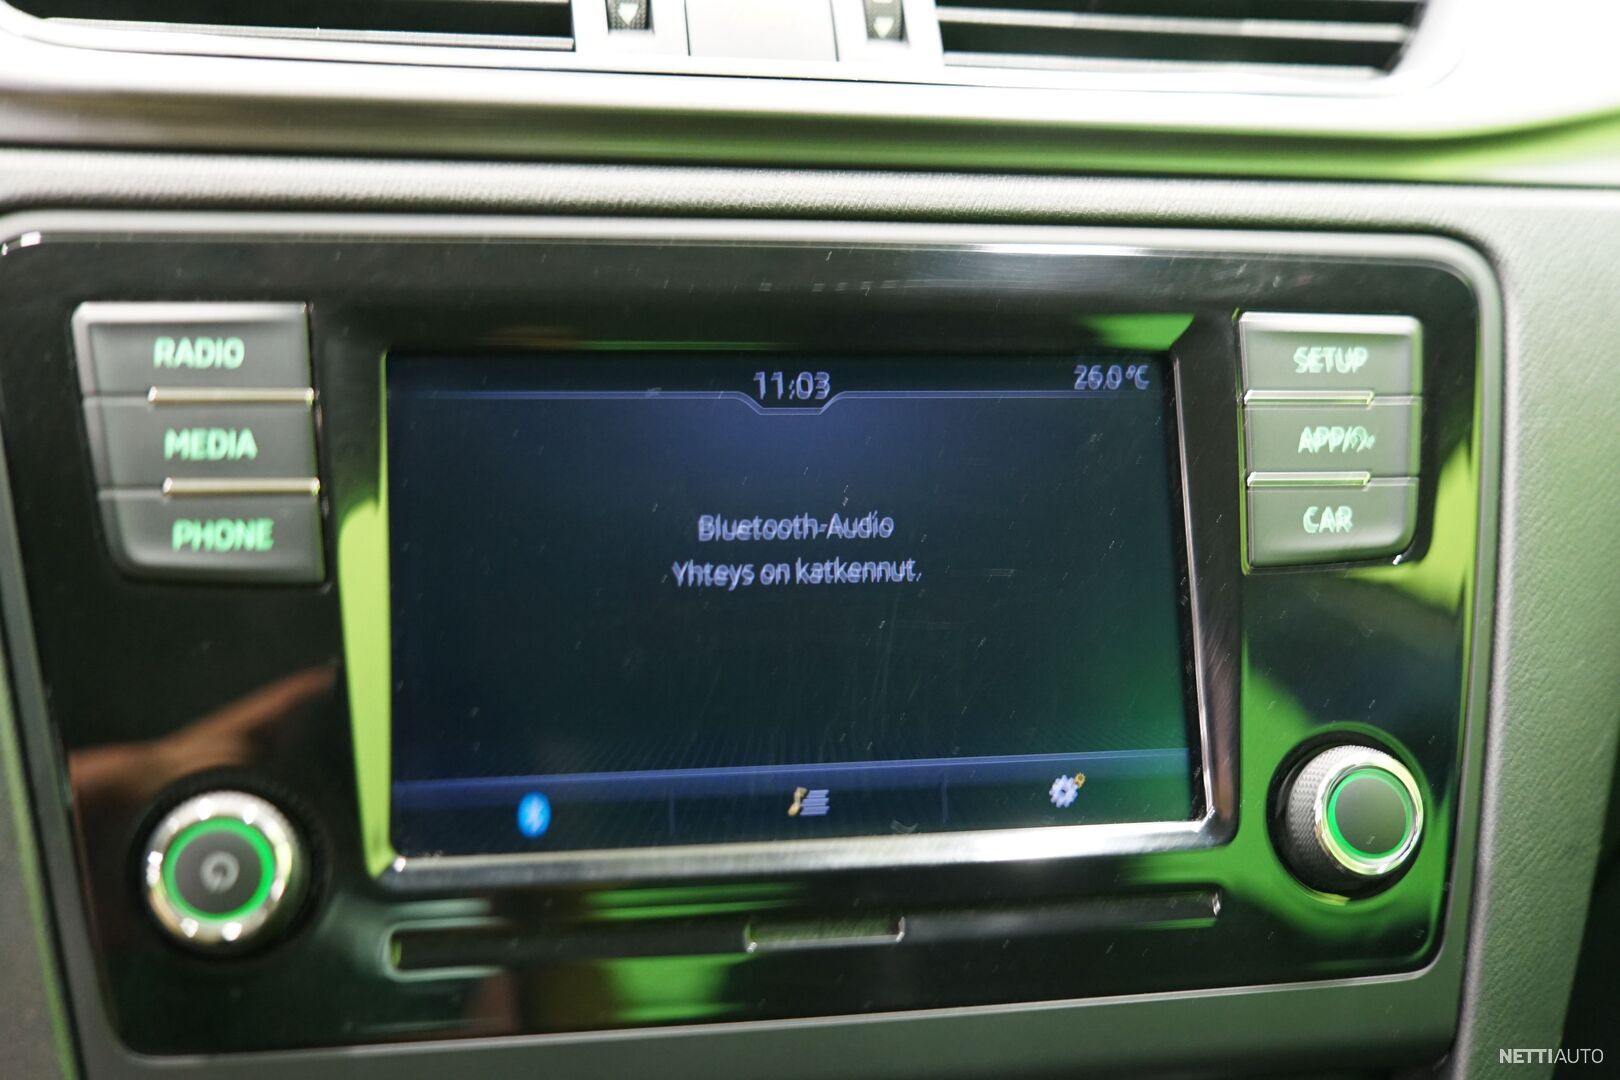 RADIO
MEDIA
PHONE
11:03
26.0 °C
Bluetooth-Audio
Yhteys on katkennut.
SETUP
APP/
CAR
NETTIAUTO